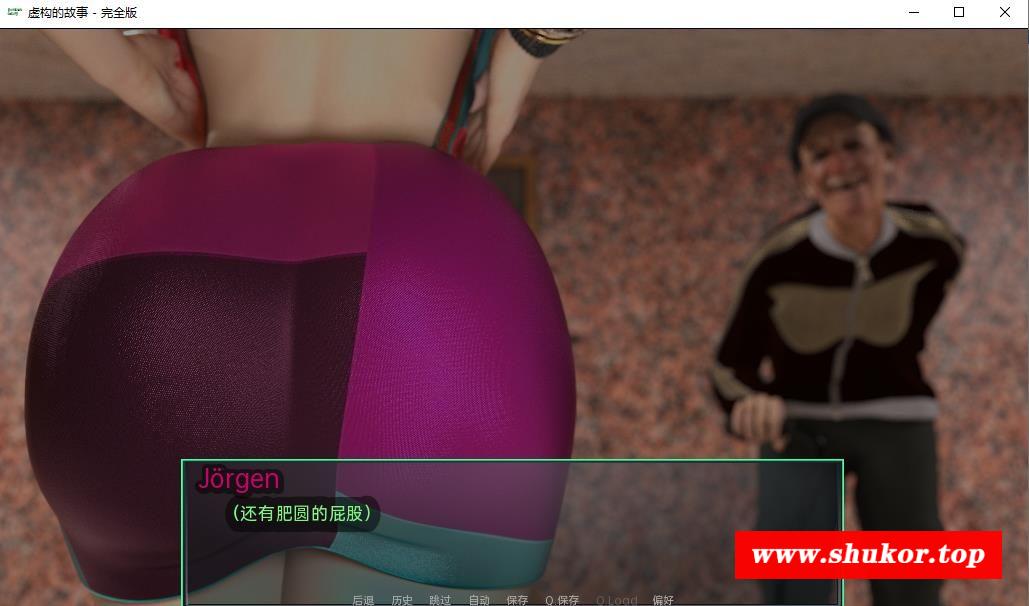 虚构的故事 - 完全版
Jörgen
(还有肥圆的屁股)
www.shukor.top
后退 历史 跳过 自动 保存 Q.保存 Q.Load 偏好